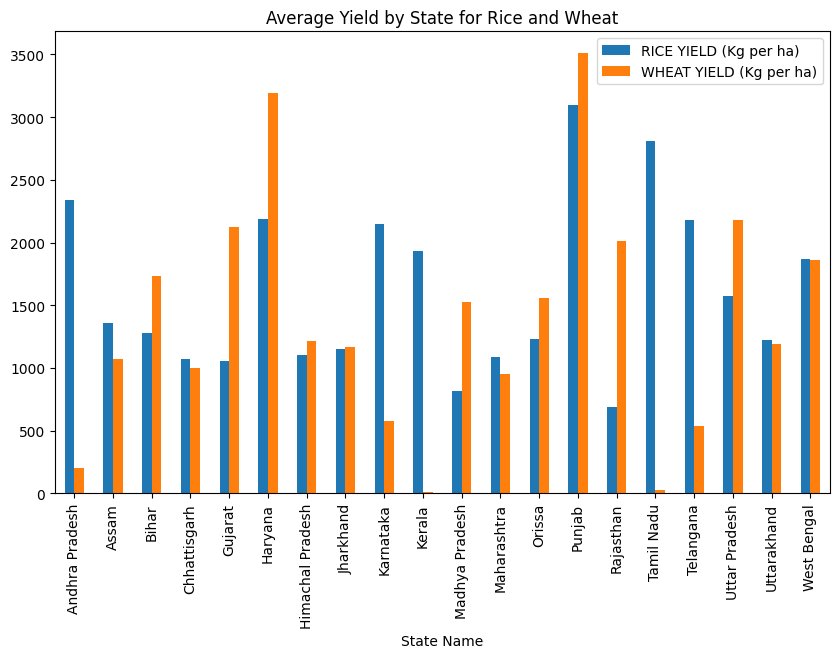 Average Yield by State for Rice and Wheat
RICE YIELD (Kg per ha)
WHEAT YIELD (Kg per ha)
3500
3000
2500
2000
1500
1000
500
0
Andhra Pradesh
Assam
Bihar
Chhattisgarh
Gujarat
Haryana
Himachal Pradesh
Jharkhand
Karnataka
Kerala
Madhya Pradesh
Maharashtra
Orissa
Punjab
Rajasthan
Tamil Nadu
Telangana
Uttar Pradesh
Uttarakhand
West Bengal
State Name